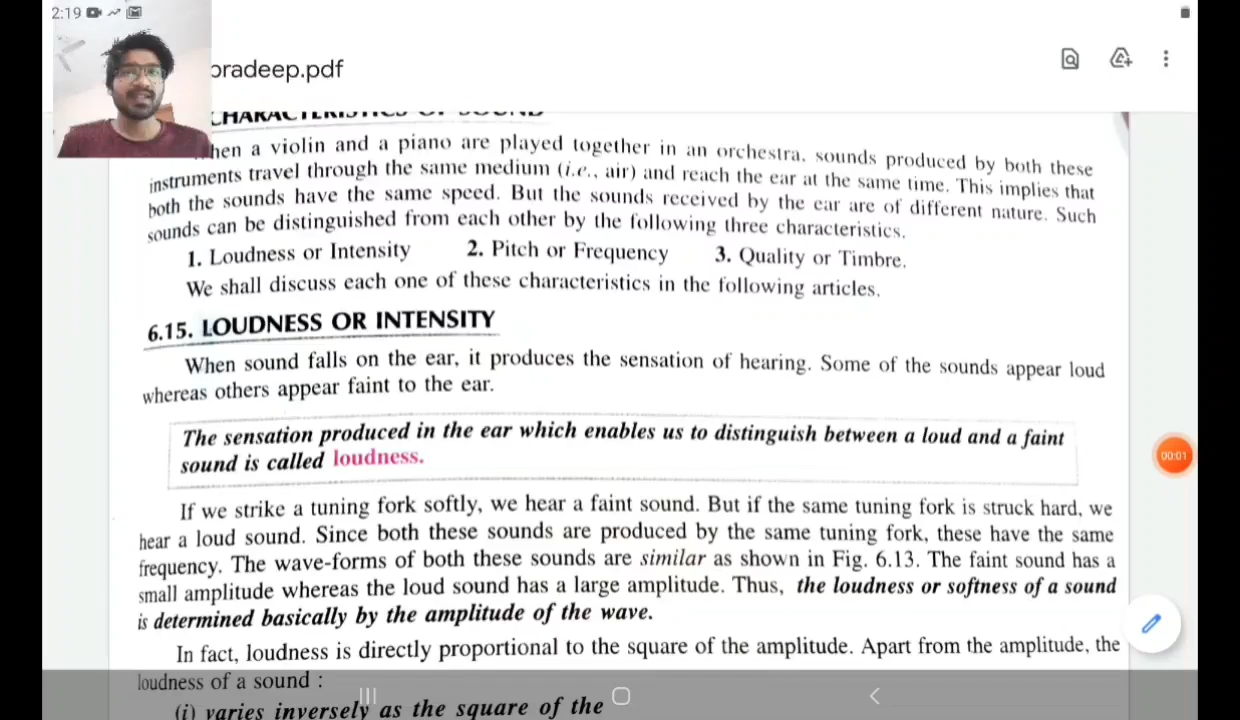 2:19
pradeep.pdf
CHARACTERISTICS OF SOUND
hen a violin and a piano are played together in an orchestra, sounds produced by both these
instruments travel through the same medium (i.e., air) and reach the ear at the same time. This implies that
both the sounds have the same speed. But the sounds received by the ear are of different nature. Such
sounds can be distinguished from each other by the following three characteristics.
1. Loudness or Intensity 2. Pitch or Frequency 3. Quality or Timbre.
We shall discuss each one of these characteristics in the following articles.
6.15. LOUDNESS OR INTENSITY
When sound falls on the ear, it produces the sensation of hearing. Some of the sounds appear loud
whereas others appear faint to the ear.
The sensation produced in the ear which enables us to distinguish between a loud and a faint
sound is called loudness.
00:01
If we strike a tuning fork softly, we hear a faint sound. But if the same tuning fork is struck hard, we
hear a loud sound. Since both these sounds are produced by the same tuning fork, these have the same
frequency. The wave-forms of both these sounds are similar as shown in Fig. 6.13. The faint sound has a
small amplitude whereas the loud sound has a large amplitude. Thus, the loudness or softness of a sound
is determined basically by the amplitude of the wave.
In fact, loudness is directly proportional to the square of the amplitude. Apart from the amplitude, the
loudness of a sound :
(i) varies inversely as the square of the